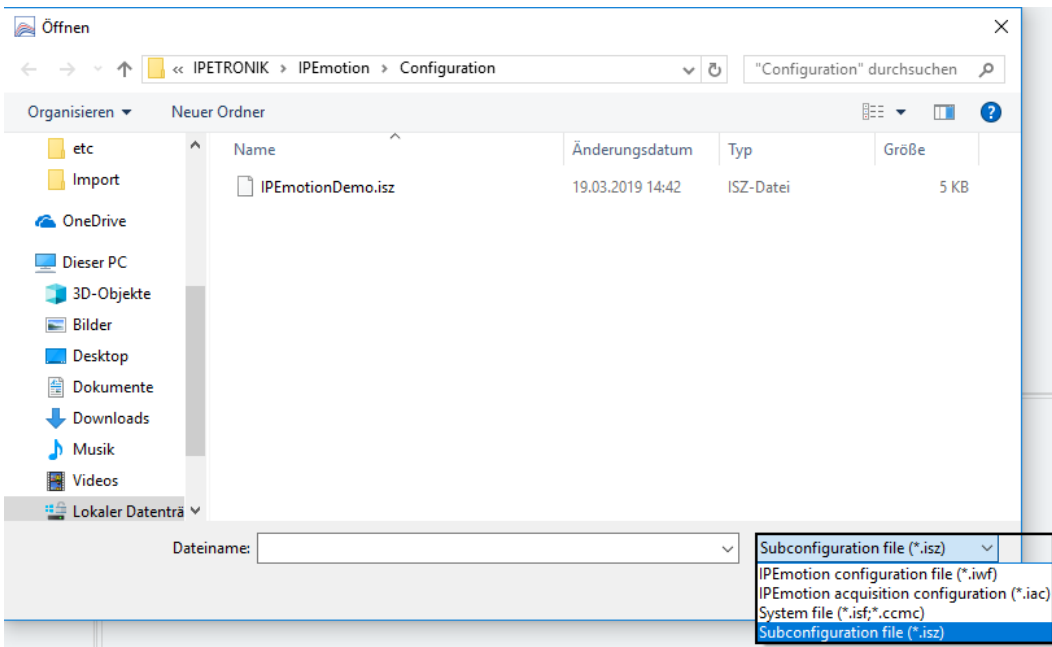 Öffnen
« IPETRONIK > IPEmotion > Configuration
"Configuration" durchsuchen
Organisieren
Neuer Ordner
?
Name Änderungsdatum Typ Größe
IPEmotionDemo.isz 19.03.2019 14:42 ISZ-Datei 5 KB
etc
Import
OneDrive
Dieser PC
3D-Objekte
Bilder
Desktop
Dokumente
Downloads
Musik
Videos
Lokaler Datenträ
Dateiname:
Subconfiguration file (*.isz)
IPEmotion configuration file (*.iwf)
IPEmotion acquisition configuration (*.iac)
System file (*.isf;*.ccmc)
Subconfiguration file (*.isz)